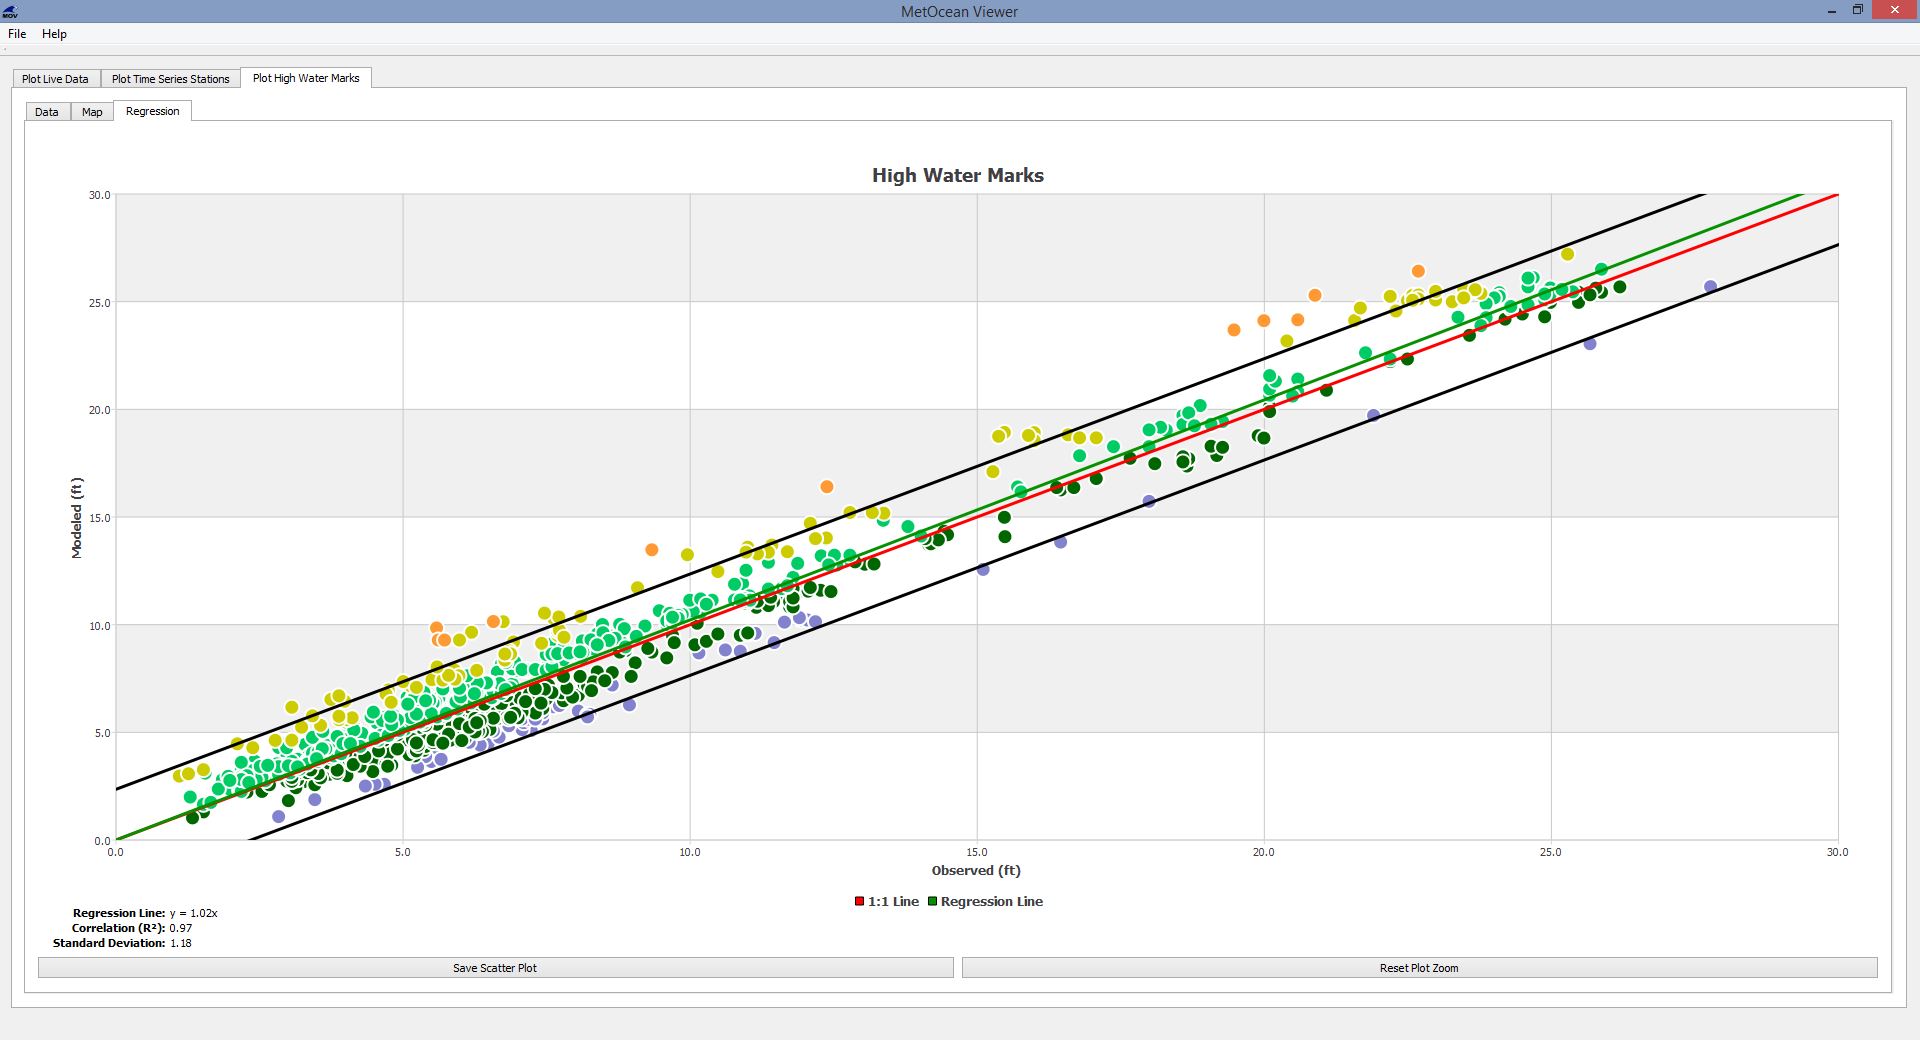 MetOcean Viewer
MOV
File Help
Plot Live Data Plot Time Series Stations Plot High Water Marks
Data Map Regression
High Water Marks
30.0
25.0
20.0
15.0
10.0
5.0
0.0
Modeled (ft)
0.0 5.0 10.0 15.0 20.0 25.0 30.0
Observed (ft)
1:1 Line Regression Line
Regression Line: y = 1.02x
Correlation (R²): 0.97
Standard Deviation: 1.18
Save Scatter Plot Reset Plot Zoom